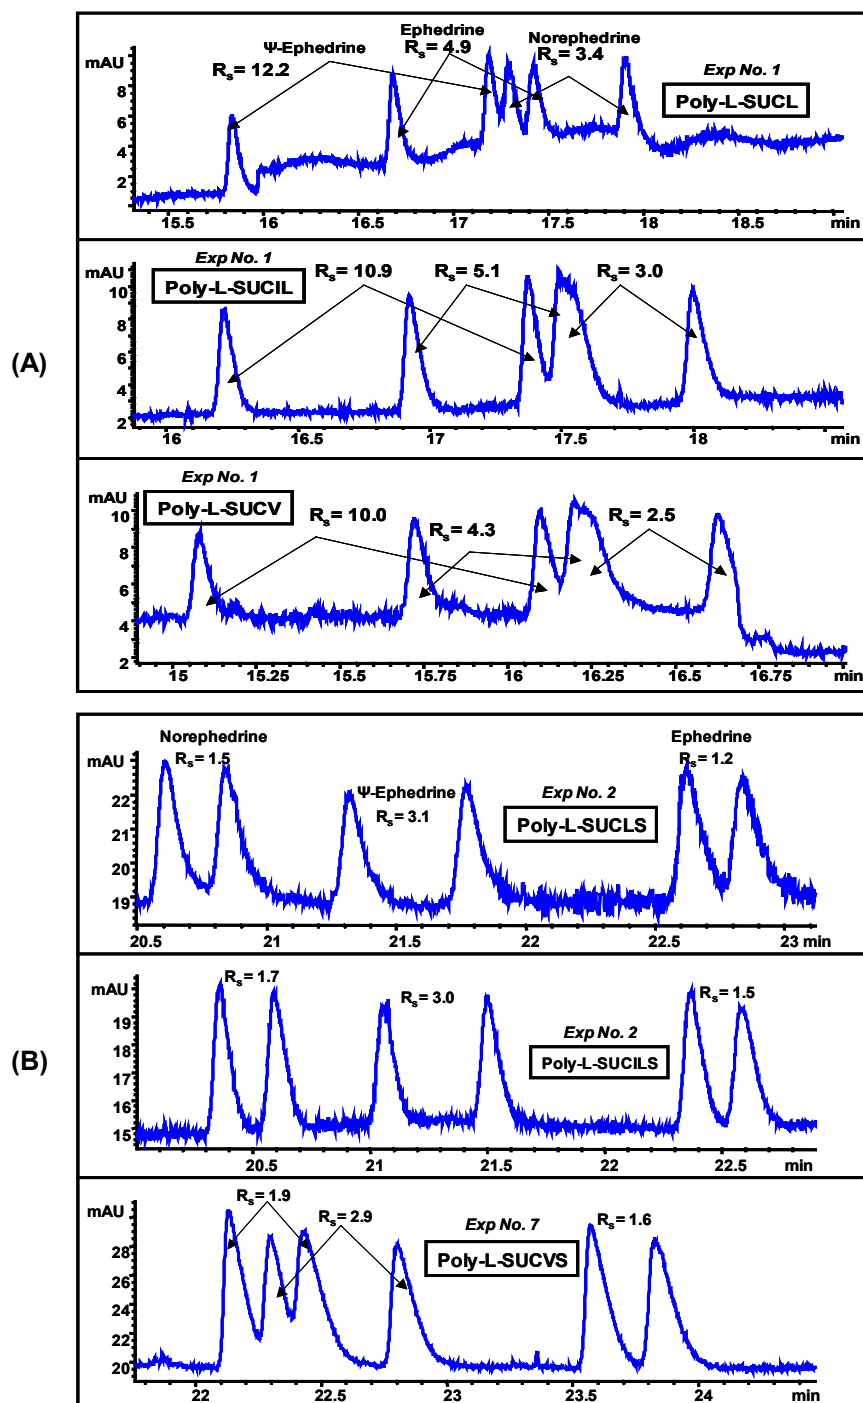 (A)
Ψ-Ephedrine
Ephedrine
Norephedrine
mAU
Rs= 12.2
Rs= 4.9
Rs= 3.4
Exp No. 1
Poly-L-SUCL
8
6
4
2
15.5 16 16.5 17 17.5 18 18.5 min
Exp No. 1
Poly-L-SUCIL
mAU
Rs= 10.9
Rs= 5.1
Rs= 3.0
10
8
6
4
2
16 16.5 17 17.5 18 min
Exp No. 1
Poly-L-SUCV
mAU
Rs= 10.0
Rs= 4.3
Rs= 2.5
10
8
6
4
2
15 15.25 15.5 15.75 16 16.25 16.5 16.75 min
(B)
Norephedrine
Rs= 1.5
Ψ-Ephedrine
Rs= 3.1
Ephedrine
Rs= 1.2
mAU
Exp No. 2
Poly-L-SUCLS
22
21
20
19
20.5 21 21.5 22 22.5 23 min
mAU
Rs= 1.7
Rs= 3.0
Rs= 1.5
Exp No. 2
Poly-L-SUCILS
19
18
17
16
15
20.5 21 21.5 22 22.5 min
mAU
Rs= 1.9
Rs= 2.9
Exp No. 7
Poly-L-SUCVS
Rs= 1.6
28
26
24
22
20
22 22.5 23 23.5 24 min